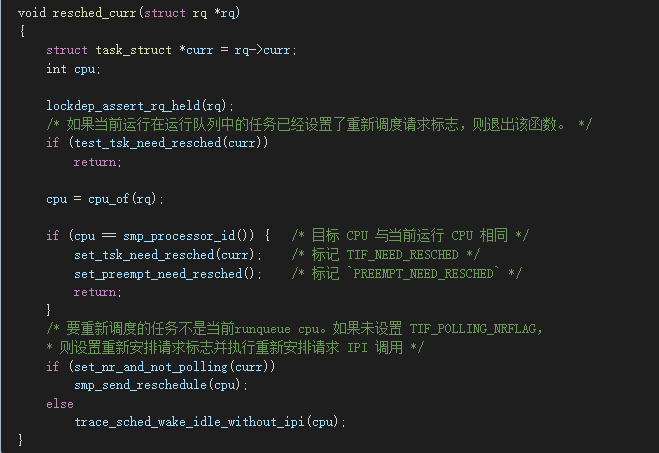 void resched_curr(struct rq *rq)
{
    struct task_struct *curr = rq->curr;
    int cpu;

    lockdep_assert_rq_held(rq);
    /* 如果当前运行在运行队列中的任务已经设置了重新调度请求标志，则退出该函数。 */
    if (test_tsk_need_resched(curr))
        return;

    cpu = cpu_of(rq);

    if (cpu == smp_processor_id()) {   /* 目标 CPU 与当前运行 CPU 相同 */
        set_tsk_need_resched(curr);    /* 标记 TIF_NEED_RESCHED */
        set_preempt_need_resched();    /* 标记 `PREEMPT_NEED_RESCHED` */
        return;
    }
    /* 要重新调度的任务不是当前runqueue cpu。如果未设置 TIF_POLLING_NRFLAG，
    * 则设置重新安排请求标志并执行重新安排请求 IPI 调用 */
    if (set_nr_and_not_polling(curr))
        smp_send_reschedule(cpu);
    else
        trace_sched_wake_idle_without_ipi(cpu);
}